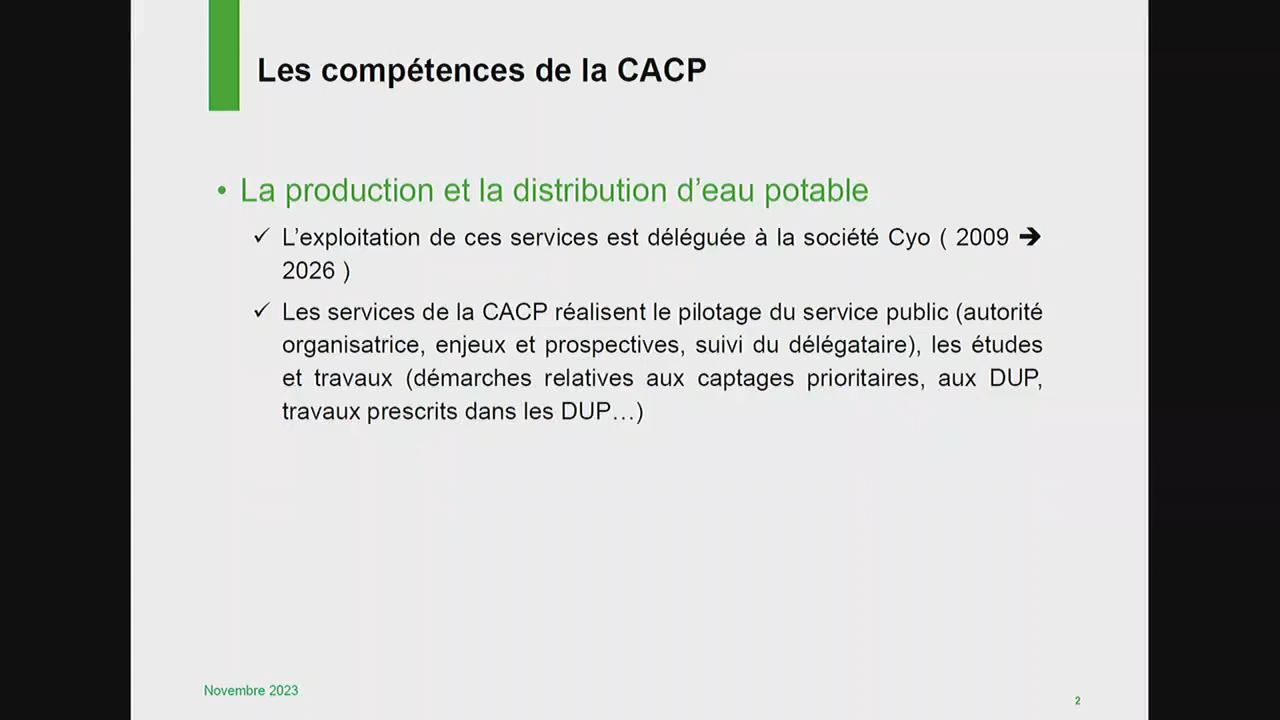 Les compétences de la CACP
• La production et la distribution d’eau potable
✓ L’exploitation de ces services est déléguée à la société Cyo ( 2009 ➔
2026 )
✓ Les services de la CACP réalisent le pilotage du service public (autorité
organisatrice, enjeux et prospectives, suivi du délégataire), les études
et travaux (démarches relatives aux captages prioritaires, aux DUP,
travaux prescrits dans les DUP…)
Novembre 2023
2